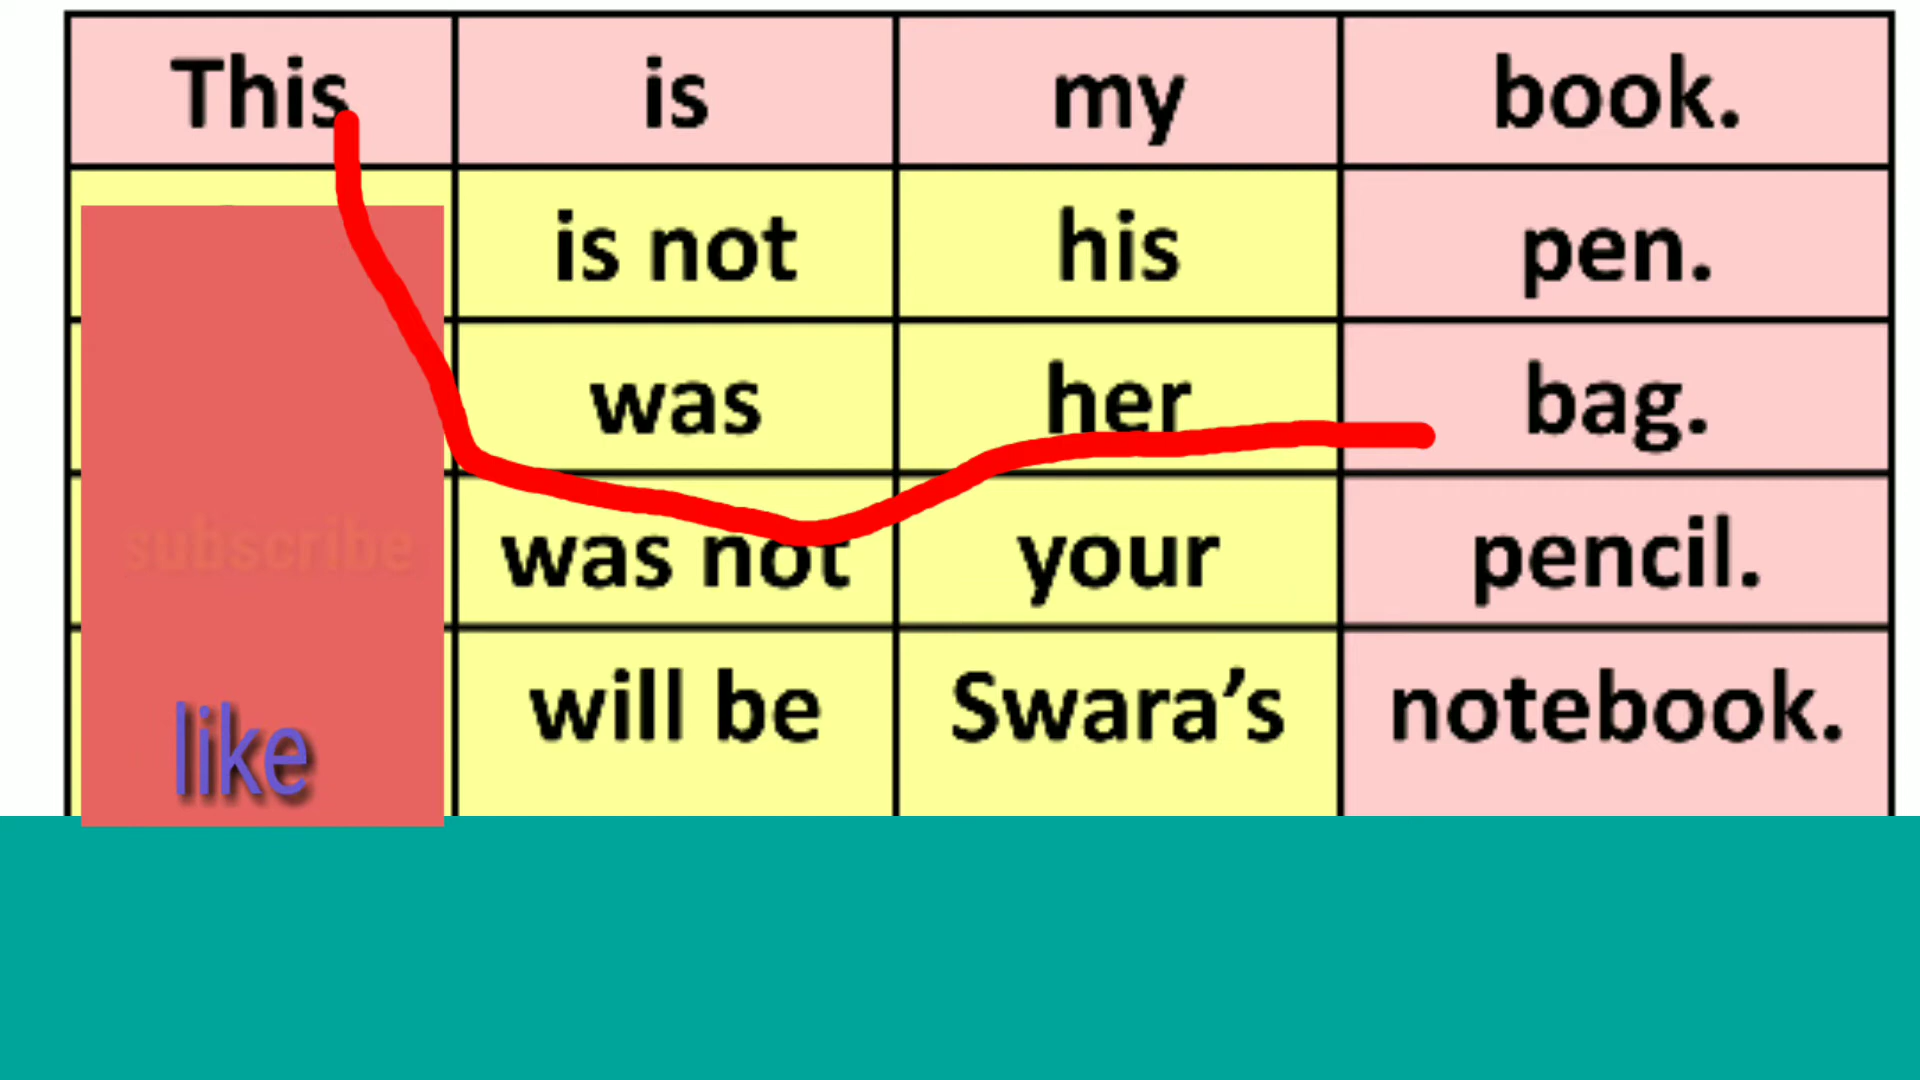 This is my book.
is not his pen.
was her bag.
subscribe
was not your pencil.
will be Swara’s notebook.
like